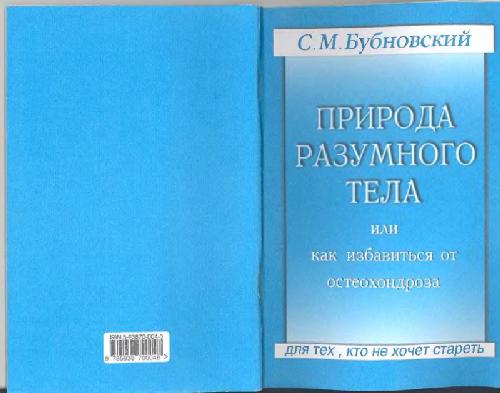 С.М.Бубновский
ПРИРОДА
РАЗУМНОГО
ТЕЛА
или
как избавиться от
остеохондроза
для тех , кто не хочет стареть